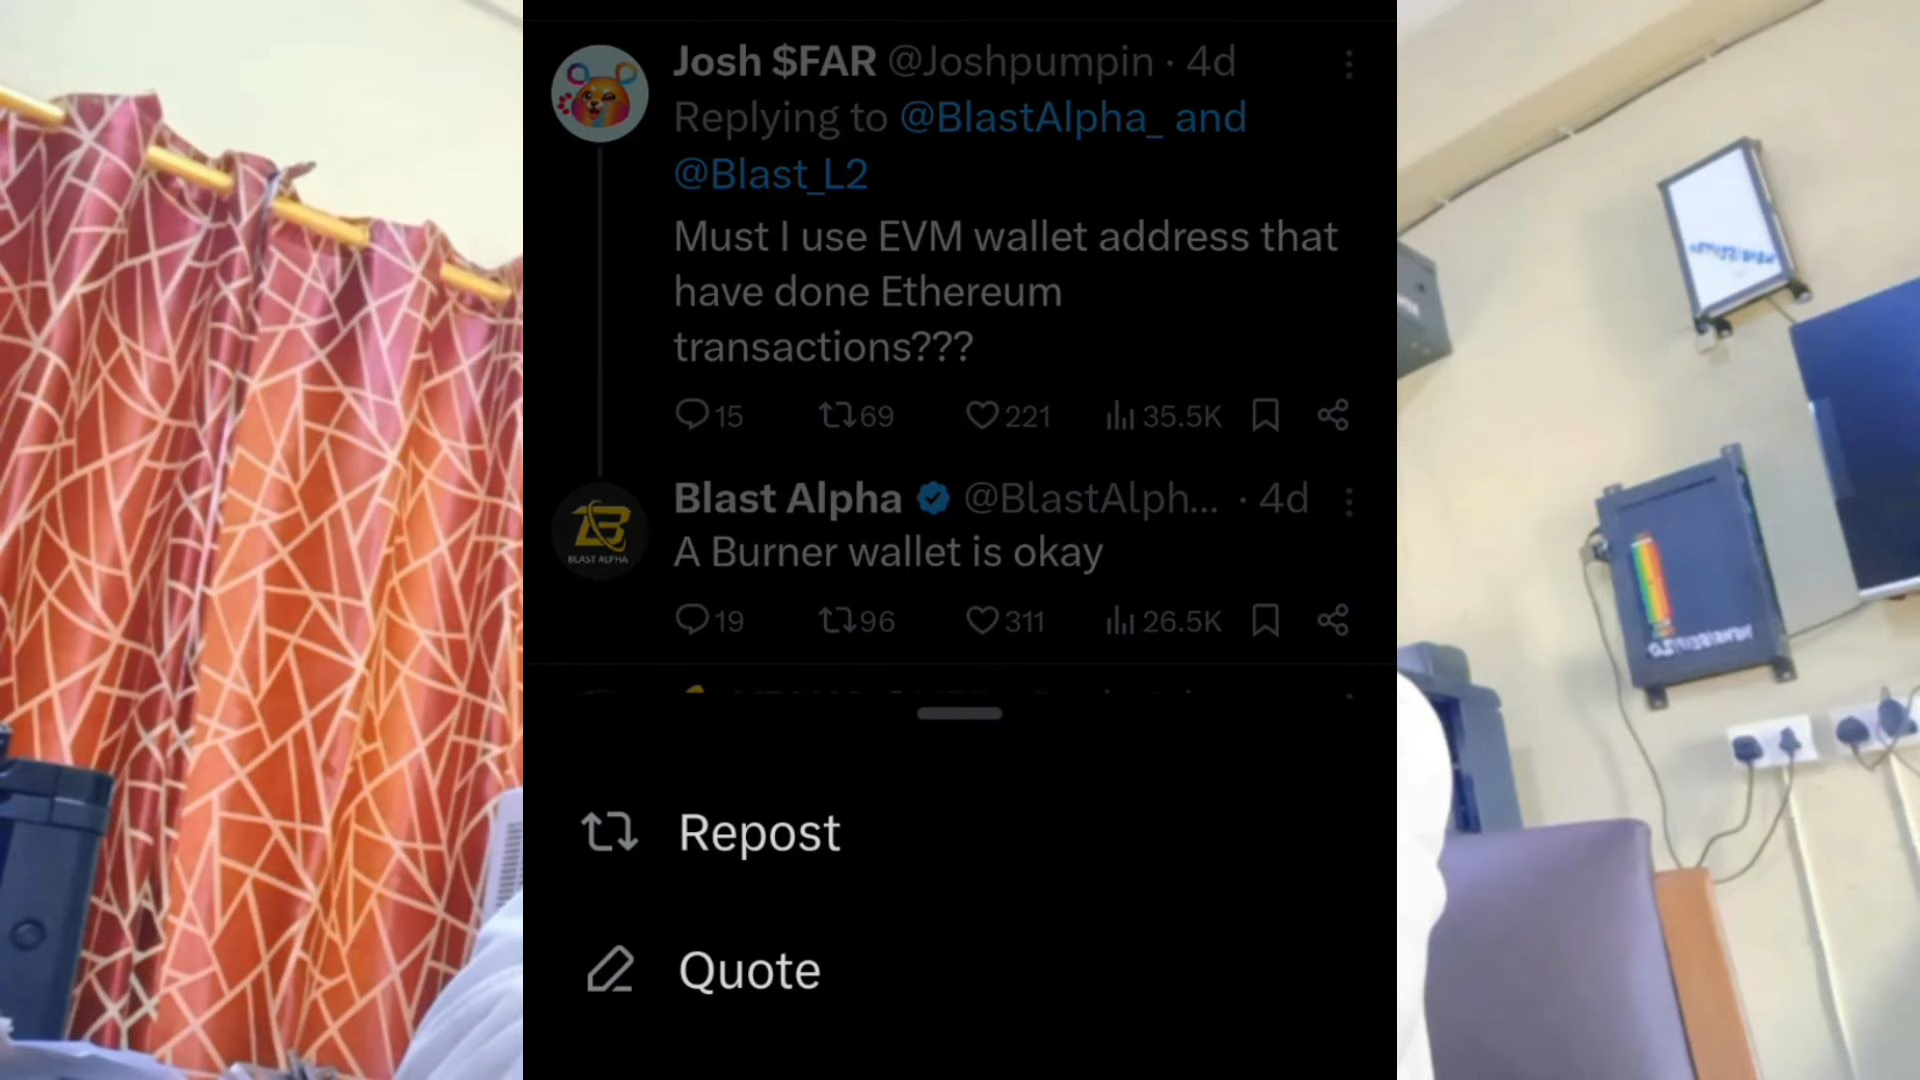 Josh $FAR @Joshpumpin · 4d
Replying to @BlastAlpha_ and
@Blast_L2
Must I use EVM wallet address that
have done Ethereum
transactions???
15 69 221 35.5K
Blast Alpha @BlastAlph... · 4d
BLAST ALPHA
A Burner wallet is okay
19 96 311 26.5K
Repost
Quote